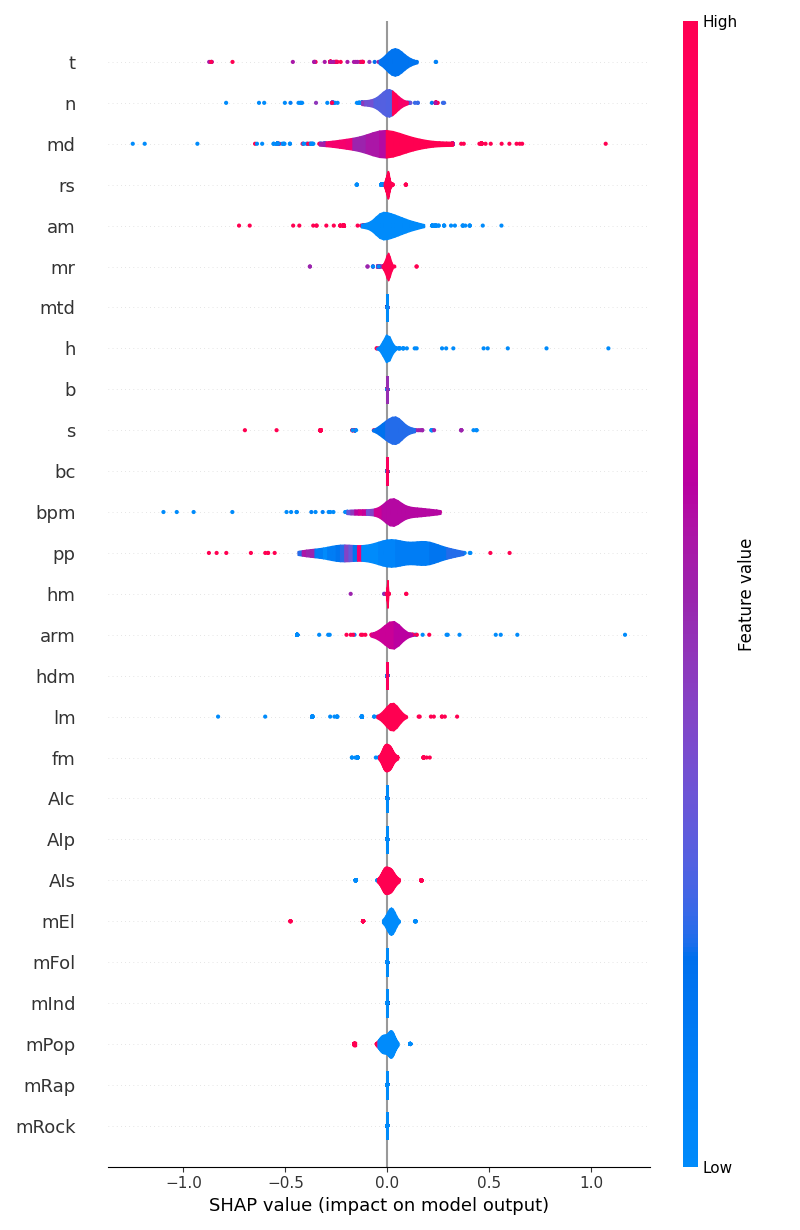 High
t
n
md
rs
am
mr
mtd
h
b
s
bc
bpm
pp
hm
arm
hdm
lm
fm
AIc
AIp
AIs
mEl
mFol
mInd
mPop
mRap
mRock
Feature value
Low
−1.0 −0.5 0.0 0.5 1.0
SHAP value (impact on model output)